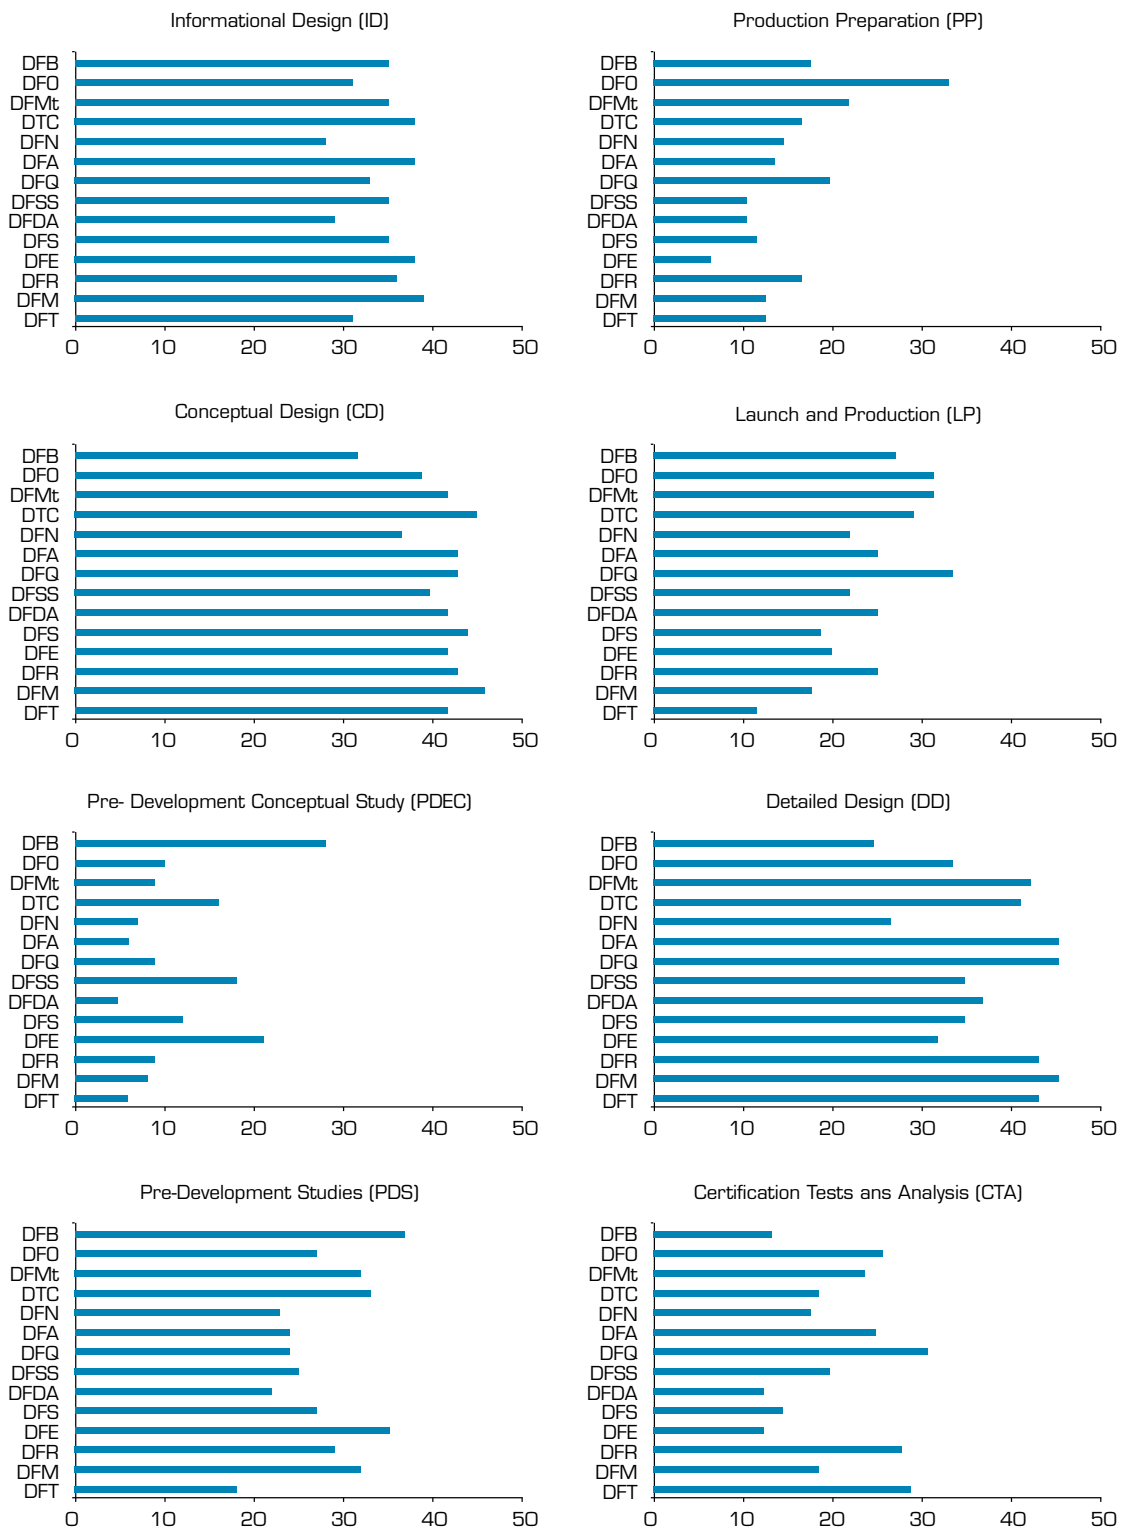 Informational Design (ID)
DFB
DFO
DFMt
DTC
DFN
DFA
DFQ
DFSS
DFDA
DFS
DFE
DFR
DFM
DFT
0 10 20 30 40 50
Production Preparation (PP)
DFB
DFO
DFMt
DTC
DFN
DFA
DFQ
DFSS
DFDA
DFS
DFE
DFR
DFM
DFT
0 10 20 30 40 50
Conceptual Design (CD)
DFB
DFO
DFMt
DTC
DFN
DFA
DFQ
DFSS
DFDA
DFS
DFE
DFR
DFM
DFT
0 10 20 30 40 50
Launch and Production (LP)
DFB
DFO
DFMt
DTC
DFN
DFA
DFQ
DFSS
DFDA
DFS
DFE
DFR
DFM
DFT
0 10 20 30 40 50
Pre- Development Conceptual Study (PDEC)
DFB
DFO
DFMt
DTC
DFN
DFA
DFQ
DFSS
DFDA
DFS
DFE
DFR
DFM
DFT
0 10 20 30 40 50
Detailed Design (DD)
DFB
DFO
DFMt
DTC
DFN
DFA
DFQ
DFSS
DFDA
DFS
DFE
DFR
DFM
DFT
0 10 20 30 40 50
Pre-Development Studies (PDS)
DFB
DFO
DFMt
DTC
DFN
DFA
DFQ
DFSS
DFDA
DFS
DFE
DFR
DFM
DFT
0 10 20 30 40 50
Certification Tests ans Analysis (CTA)
DFB
DFO
DFMt
DTC
DFN
DFA
DFQ
DFSS
DFDA
DFS
DFE
DFR
DFM
DFT
0 10 20 30 40 50